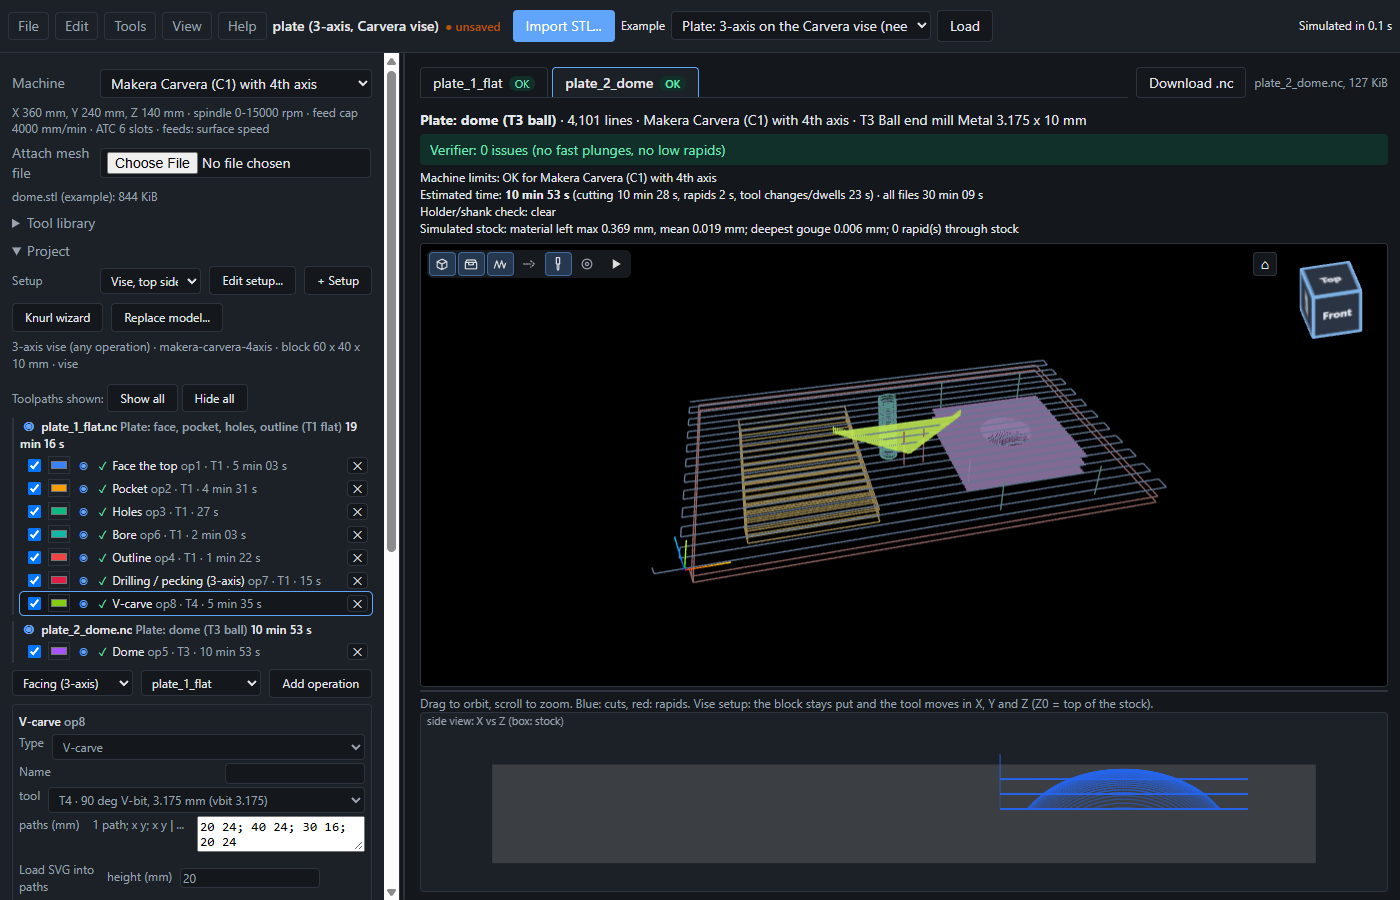 File Edit Tools View Help plate (3-axis, Carvera vise) ● unsaved Import STL... Example Plate: 3-axis on the Carvera vise (nee Load Simulated in 0.1 s
Machine Makera Carvera (C1) with 4th axis
X 360 mm, Y 240 mm, Z 140 mm · spindle 0-15000 rpm · feed cap
4000 mm/min · ATC 6 slots · feeds: surface speed
Attach mesh file Choose File No file chosen
dome.stl (example): 844 KiB
Tool library
Project
Setup Vise, top side Edit setup... + Setup
Knurl wizard Replace model...
3-axis vise (any operation) · makera-carvera-4axis · block 60 x 40 x
10 mm · vise
Toolpaths shown: Show all Hide all
plate_1_flat.nc Plate: face, pocket, holes, outline (T1 flat) 19
min 16 s
✓ Face the top op1 · T1 · 5 min 03 s ✕
✓ Pocket op2 · T1 · 4 min 31 s ✕
✓ Holes op3 · T1 · 27 s ✕
✓ Bore op6 · T1 · 2 min 03 s ✕
✓ Outline op4 · T1 · 1 min 22 s ✕
✓ Drilling / pecking (3-axis) op7 · T1 · 15 s ✕
✓ V-carve op8 · T4 · 5 min 35 s ✕
plate_2_dome.nc Plate: dome (T3 ball) 10 min 53 s
✓ Dome op5 · T3 · 10 min 53 s ✕
Facing (3-axis) plate_1_flat Add operation
V-carve op8
Type V-carve
Name
tool T4 · 90 deg V-bit, 3.175 mm (vbit 3.175)
paths (mm) 1 path; x y; x y | ... 20 24; 40 24; 30 16;
20 24
Load SVG into
paths height (mm) 20
plate_1_flat OK plate_2_dome OK Download .nc plate_2_dome.nc, 127 KiB
Plate: dome (T3 ball) · 4,101 lines · Makera Carvera (C1) with 4th axis · T3 Ball end mill Metal 3.175 x 10 mm
Verifier: 0 issues (no fast plunges, no low rapids)
Machine limits: OK for Makera Carvera (C1) with 4th axis
Estimated time: 10 min 53 s (cutting 10 min 28 s, rapids 2 s, tool changes/dwells 23 s) · all files 30 min 09 s
Holder/shank check: clear
Simulated stock: material left max 0.369 mm, mean 0.019 mm; deepest gouge 0.006 mm; 0 rapid(s) through stock
Top
Front
Drag to orbit, scroll to zoom. Blue: cuts, red: rapids. Vise setup: the block stays put and the tool moves in X, Y and Z (Z0 = top of the stock).
side view: X vs Z (box: stock)